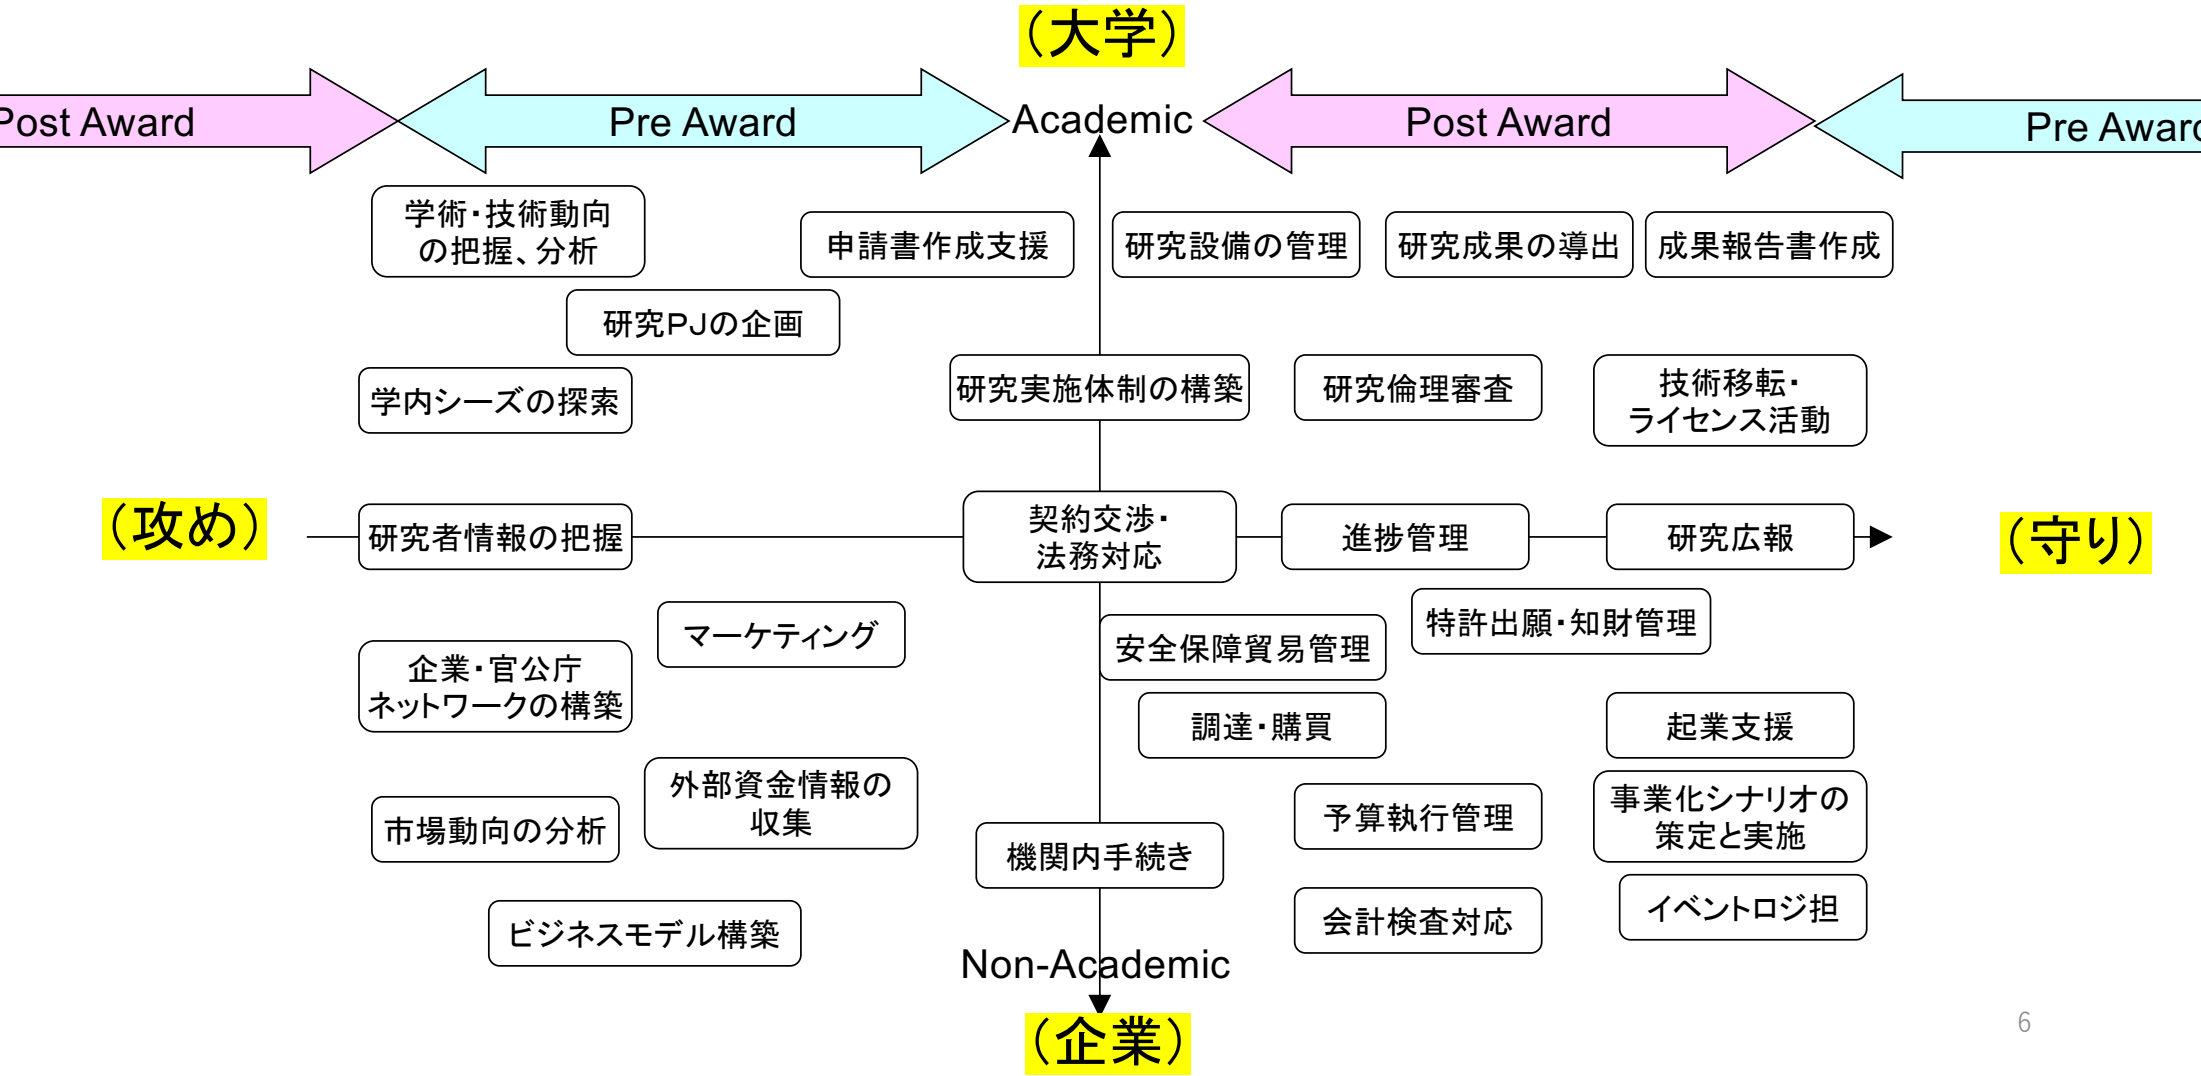 （大学）
Post Award
Pre Award
Academic
Post Award
Pre Award
学術・技術動向
の把握、分析
申請書作成支援
研究設備の管理
研究成果の導出
成果報告書作成
研究PJの企画
学内シーズの探索
研究実施体制の構築
研究倫理審査
技術移転・
ライセンス活動
（攻め）
研究者情報の把握
契約交渉・
法務対応
進捗管理
研究広報
（守り）
マーケティング
安全保障貿易管理
特許出願・知財管理
企業・官公庁
ネットワークの構築
調達・購買
起業支援
外部資金情報の
収集
市場動向の分析
機関内手続き
予算執行管理
事業化シナリオの
策定と実施
ビジネスモデル構築
会計検査対応
イベントロジ担
Non-Academic
（企業）
6